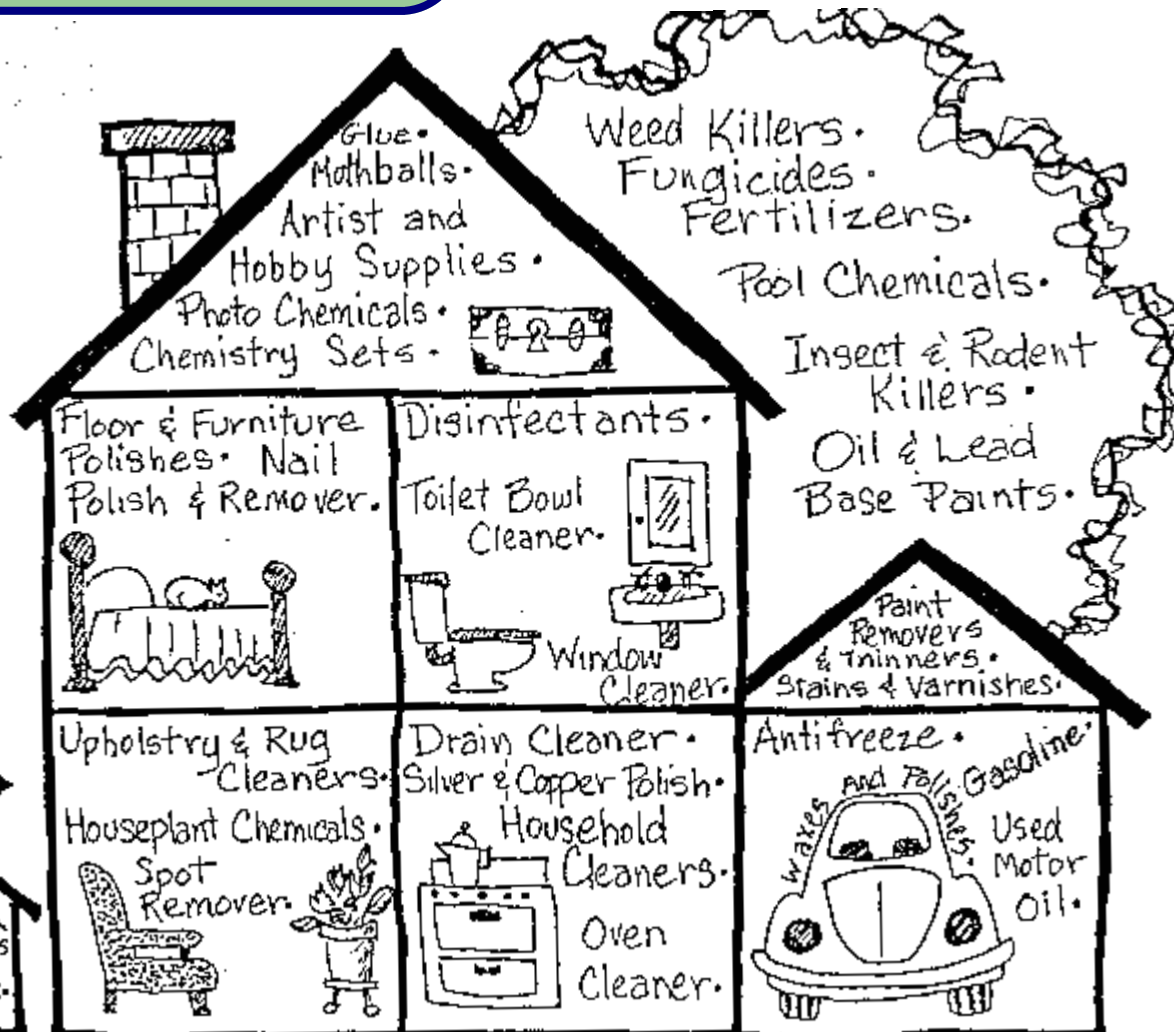 Glue.
Mothballs.
Artist and
Hobby Supplies.
Photo Chemicals.
Chemistry Sets.
Weed Killers.
Fungicides.
Fertilizers.
Pool Chemicals.
Insect & Rodent
Killers.
Oil & Lead
Base Paints.
Floor & Furniture
Polishes. Nail
Polish & Remover.
Disinfectants.
Toilet Bowl
Cleaner.
Window
Cleaner.
Paint
Removers
& Thinners.
Stains & Varnishes.
Upholstry & Rug
Cleaners.
Houseplant Chemicals.
Spot
Remover.
Drain Cleaner.
Silver & Copper Polish.
Household
Cleaners.
Oven
Cleaner.
Antifreeze.
Waxes And Polishes.
Gasoline.
Used
Motor
Oil.